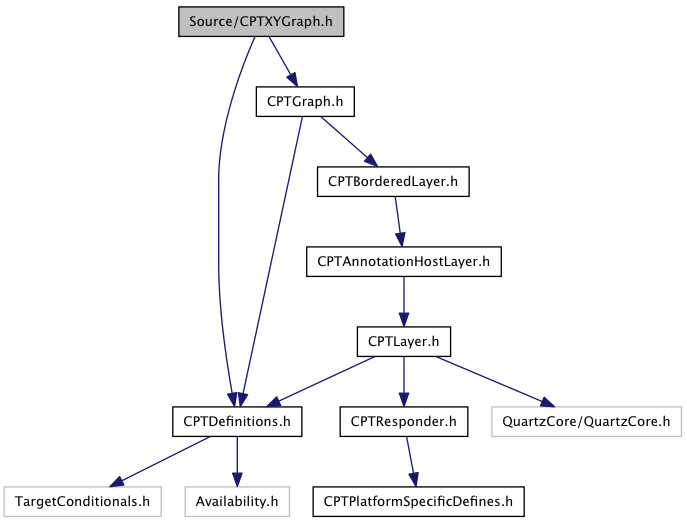 Source/CPTXYGraph.h
CPTGraph.h
CPTBorderedLayer.h
CPTAnnotationHostLayer.h
CPTLayer.h
CPTDefinitions.h
CPTResponder.h
QuartzCore/QuartzCore.h
TargetConditionals.h
Availability.h
CPTPlatformSpecificDefines.h